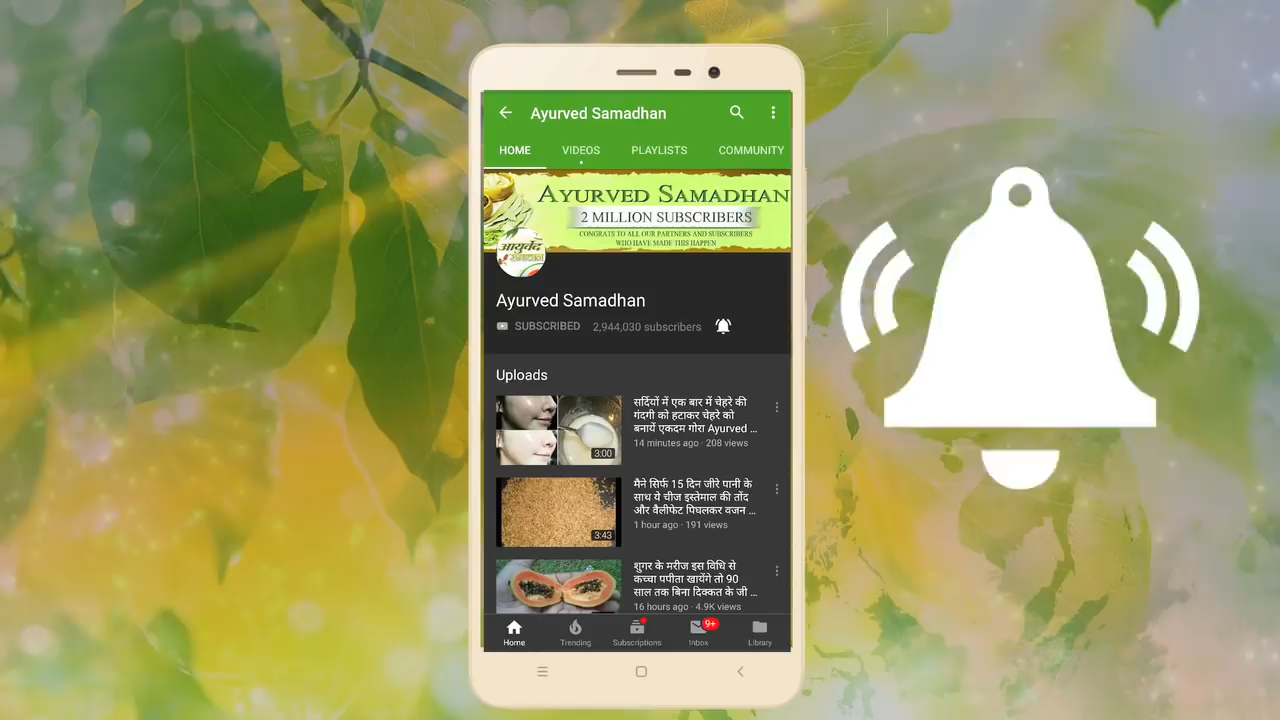 Ayurved Samadhan
HOME VIDEOS PLAYLISTS COMMUNITY
AYURVED SAMADHAN
2 MILLION SUBSCRIBERS
CONGRATS TO ALL OUR PARTNERS AND SUBSCRIBERS
WHO HAVE MADE THIS HAPPEN
आयुर्वेद
समाधान
Ayurved Samadhan
SUBSCRIBED 2,944,030 subscribers
Uploads
सर्दियों में एक बार में चेहरे की
गंदगी को हटाकर चेहरे को
बनायें एकदम गोरा Ayurved ...
14 minutes ago · 208 views
3:00
मैने सिर्फ 15 दिन जीरे पानी के
साथ ये चीज इस्तेमाल की तोंद
और वैलीफेट पिघलकर वजन ...
1 hour ago · 191 views
3:43
शुगर के मरीज इस विधि से
कच्चा पपीता खायेंगे तो 90
साल तक बिना दिक्कत के जी ...
16 hours ago · 4.9K views
9+
Home Trending Subscriptions Inbox Library